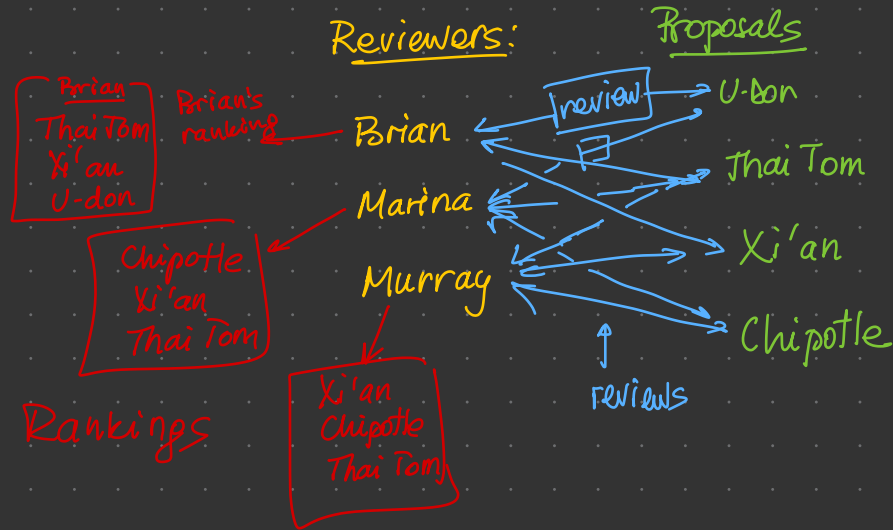 Reviewers:
Proposals
Brian
Thai Tom
Xi'an
U-don
Brian's
ranking
Brian
Marina
Murray
review
U-Don
Thai Tom
Xi'an
Chipotle
Chipotle
Xi'an
Thai Tom
Xi'an
Chipotle
Thai Tom
reviews
Rankings